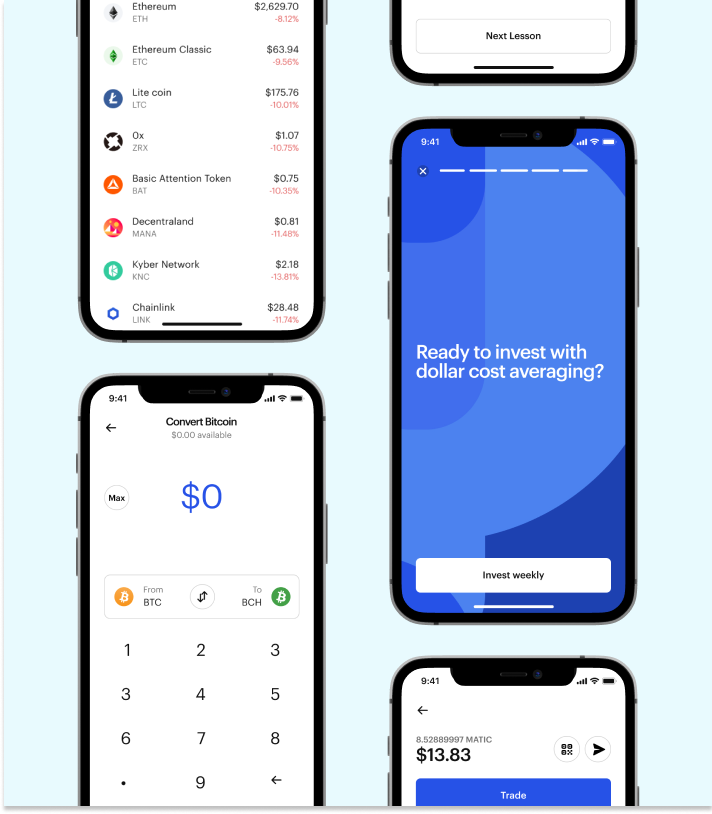 Ethereum $2,629.70
ETH -8.12%
Ethereum Classic $63.94
ETC -9.56%
Lite coin $175.76
LTC -10.01%
0x $1.07
ZRX -10.75%
Basic Attention Token $0.75
BAT -10.35%
Decentraland $0.81
MANA -11.48%
Kyber Network $2.18
KNC -13.81%
Chainlink $28.48
LINK -11.74%
9:41
Convert Bitcoin
$0.00 available
Max $0
From To
BTC BCH
1 2 3
3 4 5
6 7 8
. 9 ←
Next Lesson
9:41
Ready to invest with
dollar cost averaging?
Invest weekly
9:41
8.52889997 MATIC
$13.83
Trade